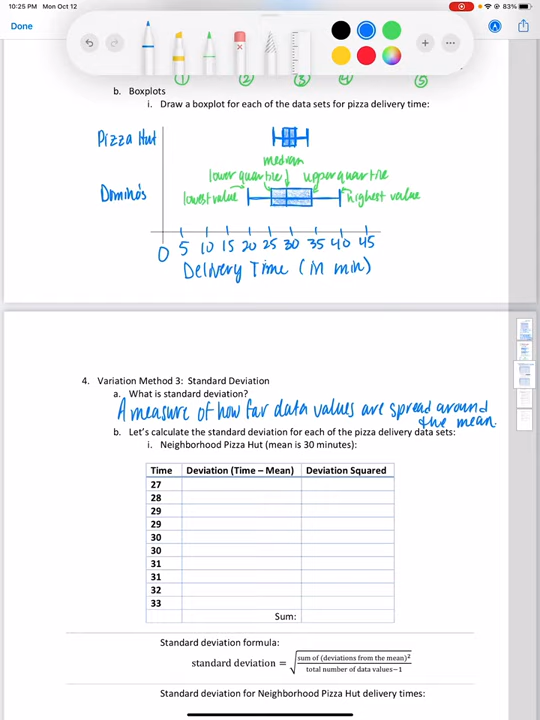 10:25 PM Mon Oct 12
83%
Done
① ② ③ ④ ⑤
b. Boxplots
i. Draw a boxplot for each of the data sets for pizza delivery time:
Pizza Hut
median
lower quartile upper quartile
Domino's lowest value highest value
0 5 10 15 20 25 30 35 40 45
Delivery Time (in min)
4. Variation Method 3: Standard Deviation
a. What is standard deviation?
A measure of how far data values are spread around
the mean.
b. Let's calculate the standard deviation for each of the pizza delivery data sets:
i. Neighborhood Pizza Hut (mean is 30 minutes):
Time Deviation (Time – Mean) Deviation Squared
27
28
29
29
30
30
31
31
32
33
Sum:
Standard deviation formula:
standard deviation = √(sum of (deviations from the mean)² / total number of data values−1)
Standard deviation for Neighborhood Pizza Hut delivery times: